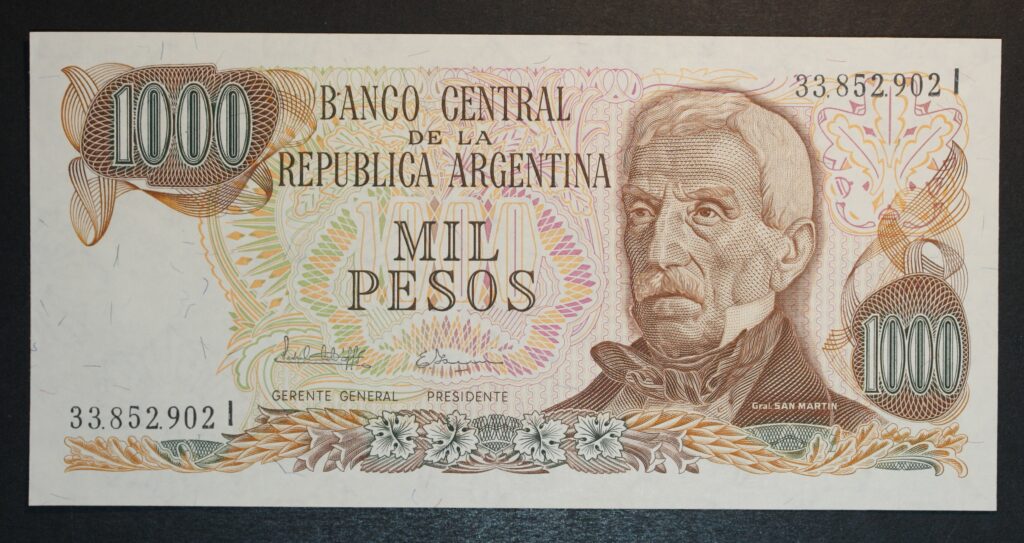 1000
BANCO CENTRAL
DE LA
REPUBLICA ARGENTINA
33.852.902 I
1000
MIL
PESOS
GERENTE GENERAL PRESIDENTE
33.852.902 I
Gral. SAN MARTIN
1000